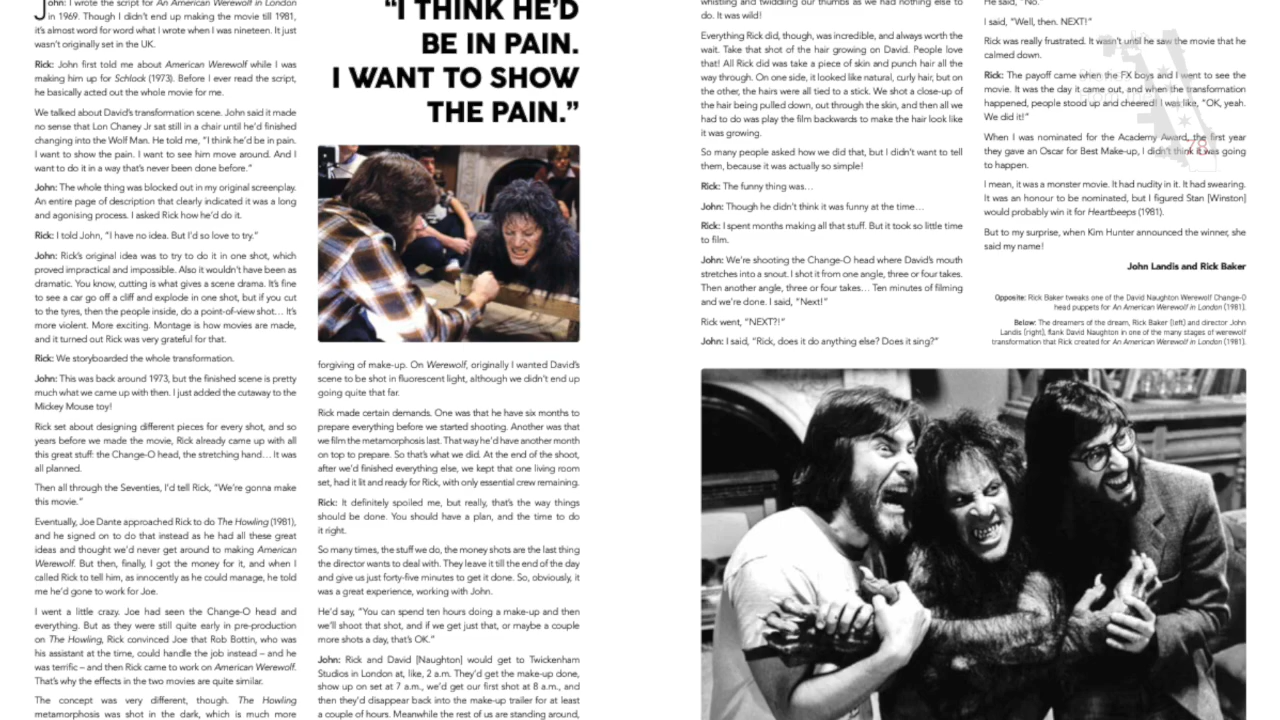 John: I wrote the script for An American Werewolf in London
in 1969. Though I didn't end up making the movie till 1981,
it's almost word for word what I wrote when I was nineteen. It just
wasn't originally set in the UK.
Rick: John first told me about American Werewolf while I was
making him up for Schlock (1973). Before I ever read the script,
he basically acted out the whole movie for me.
We talked about David's transformation scene. John said it made
no sense that Lon Chaney Jr sat still in a chair until he'd finished
changing into the Wolf Man. He told me, "I think he'd be in pain.
I want to show the pain. I want to see him move around. And I
want to do it in a way that's never been done before."
John: The whole thing was blocked out in my original screenplay.
An entire page of description that clearly indicated it was a long
and agonising process. I asked Rick how he'd do it.
Rick: I told John, "I have no idea. But I'd so love to try."
John: Rick's original idea was to try to do it in one shot, which
proved impractical and impossible. Also it wouldn't have been as
dramatic. You know, cutting is what gives a scene drama. It's fine
to see a car go off a cliff and explode in one shot, but if you cut
to the tyres, then the people inside, do a point-of-view shot… It's
more violent. More exciting. Montage is how movies are made,
and it turned out Rick was very grateful for that.
Rick: We storyboarded the whole transformation.
John: This was back around 1973, but the finished scene is pretty
much what we came up with then. I just added the cutaway to the
Mickey Mouse toy!
Rick set about designing different pieces for every shot, and so
years before we made the movie, Rick already came up with all
this great stuff: the Change-O head, the stretching hand… It was
all planned.
Then all through the Seventies, I'd tell Rick, "We're gonna make
this movie."
Eventually, Joe Dante approached Rick to do The Howling (1981),
and he signed on to do that instead as he had all these great
ideas and thought we'd never get around to making American
Werewolf. But then, finally, I got the money for it, and when I
called Rick to tell him, as innocently as he could manage, he told
me he'd gone to work for Joe.
I went a little crazy. Joe had seen the Change-O head and
everything. But as they were still quite early in pre-production
on The Howling, Rick convinced Joe that Rob Bottin, who was
his assistant at the time, could handle the job instead – and he
was terrific – and then Rick came to work on American Werewolf.
That's why the effects in the two movies are quite similar.
The concept was very different, though. The Howling
metamorphosis was shot in the dark, which is much more
"I THINK HE'D
BE IN PAIN.
I WANT TO SHOW
THE PAIN."
forgiving of make-up. On Werewolf, originally I wanted David's
scene to be shot in fluorescent light, although we didn't end up
going quite that far.
Rick made certain demands. One was that he have six months to
prepare everything before we started shooting. Another was that
we film the metamorphosis last. That way he'd have another month
on top to prepare. So that's what we did. At the end of the shoot,
after we'd finished everything else, we kept that one living room
set, had it lit and ready for Rick, with only essential crew remaining.
Rick: It definitely spoiled me, but really, that's the way things
should be done. You should have a plan, and the time to do
it right.
So many times, the stuff we do, the money shots are the last thing
the director wants to deal with. They leave it till the end of the day
and give us just forty-five minutes to get it done. So, obviously, it
was a great experience, working with John.
He'd say, "You can spend ten hours doing a make-up and then
we'll shoot that shot, and if we get just that, or maybe a couple
more shots a day, that's OK."
John: Rick and David [Naughton] would get to Twickenham
Studios in London at, like, 2 a.m. They'd get the make-up done,
show up on set at 7 a.m., we'd get our first shot at 8 a.m., and
then they'd disappear back into the make-up trailer for at least
a couple of hours. Meanwhile the rest of us are standing around,
whistling and twiddling our thumbs as we had nothing else to
do. It was wild!
Everything Rick did, though, was incredible, and always worth the
wait. Take that shot of the hair growing on David. People love
that! All Rick did was take a piece of skin and punch hair all the
way through. On one side, it looked like natural, curly hair, but on
the other, the hairs were all tied to a stick. We shot a close-up of
the hair being pulled down, out through the skin, and then all we
had to do was play the film backwards to make the hair look like
it was growing.
So many people asked how we did that, but I didn't want to tell
them, because it was actually so simple!
Rick: The funny thing was…
John: Though he didn't think it was funny at the time…
Rick: I spent months making all that stuff. But it took so little time
to film.
John: We're shooting the Change-O head where David's mouth
stretches into a snout. I shot it from one angle, three or four takes.
Then another angle, three or four takes… Ten minutes of filming
and we're done. I said, "Next!"
Rick went, "NEXT?!"
John: I said, "Rick, does it do anything else? Does it sing?"
He said, "No."
I said, "Well, then. NEXT!"
Rick was really frustrated. It wasn't until he saw the movie that he
calmed down.
Rick: The payoff came when the FX boys and I went to see the
movie. It was the day it came out, and when the transformation
happened, people stood up and cheered! I was like, "OK, yeah.
We did it!"
When I was nominated for the Academy Award, the first year
they gave an Oscar for Best Make-up, I didn't think it was going
to happen.
I mean, it was a monster movie. It had nudity in it. It had swearing.
It was an honour to be nominated, but I figured Stan [Winston]
would probably win it for Heartbeeps (1981).
But to my surprise, when Kim Hunter announced the winner, she
said my name!
John Landis and Rick Baker
Opposite: Rick Baker tweaks one of the David Naughton Werewolf Change-O
head puppets for An American Werewolf in London (1981).
Below: The dreamers of the dream, Rick Baker (left) and director John
Landis (right), flank David Naughton in one of the many stages of werewolf
transformation that Rick created for An American Werewolf in London (1981).